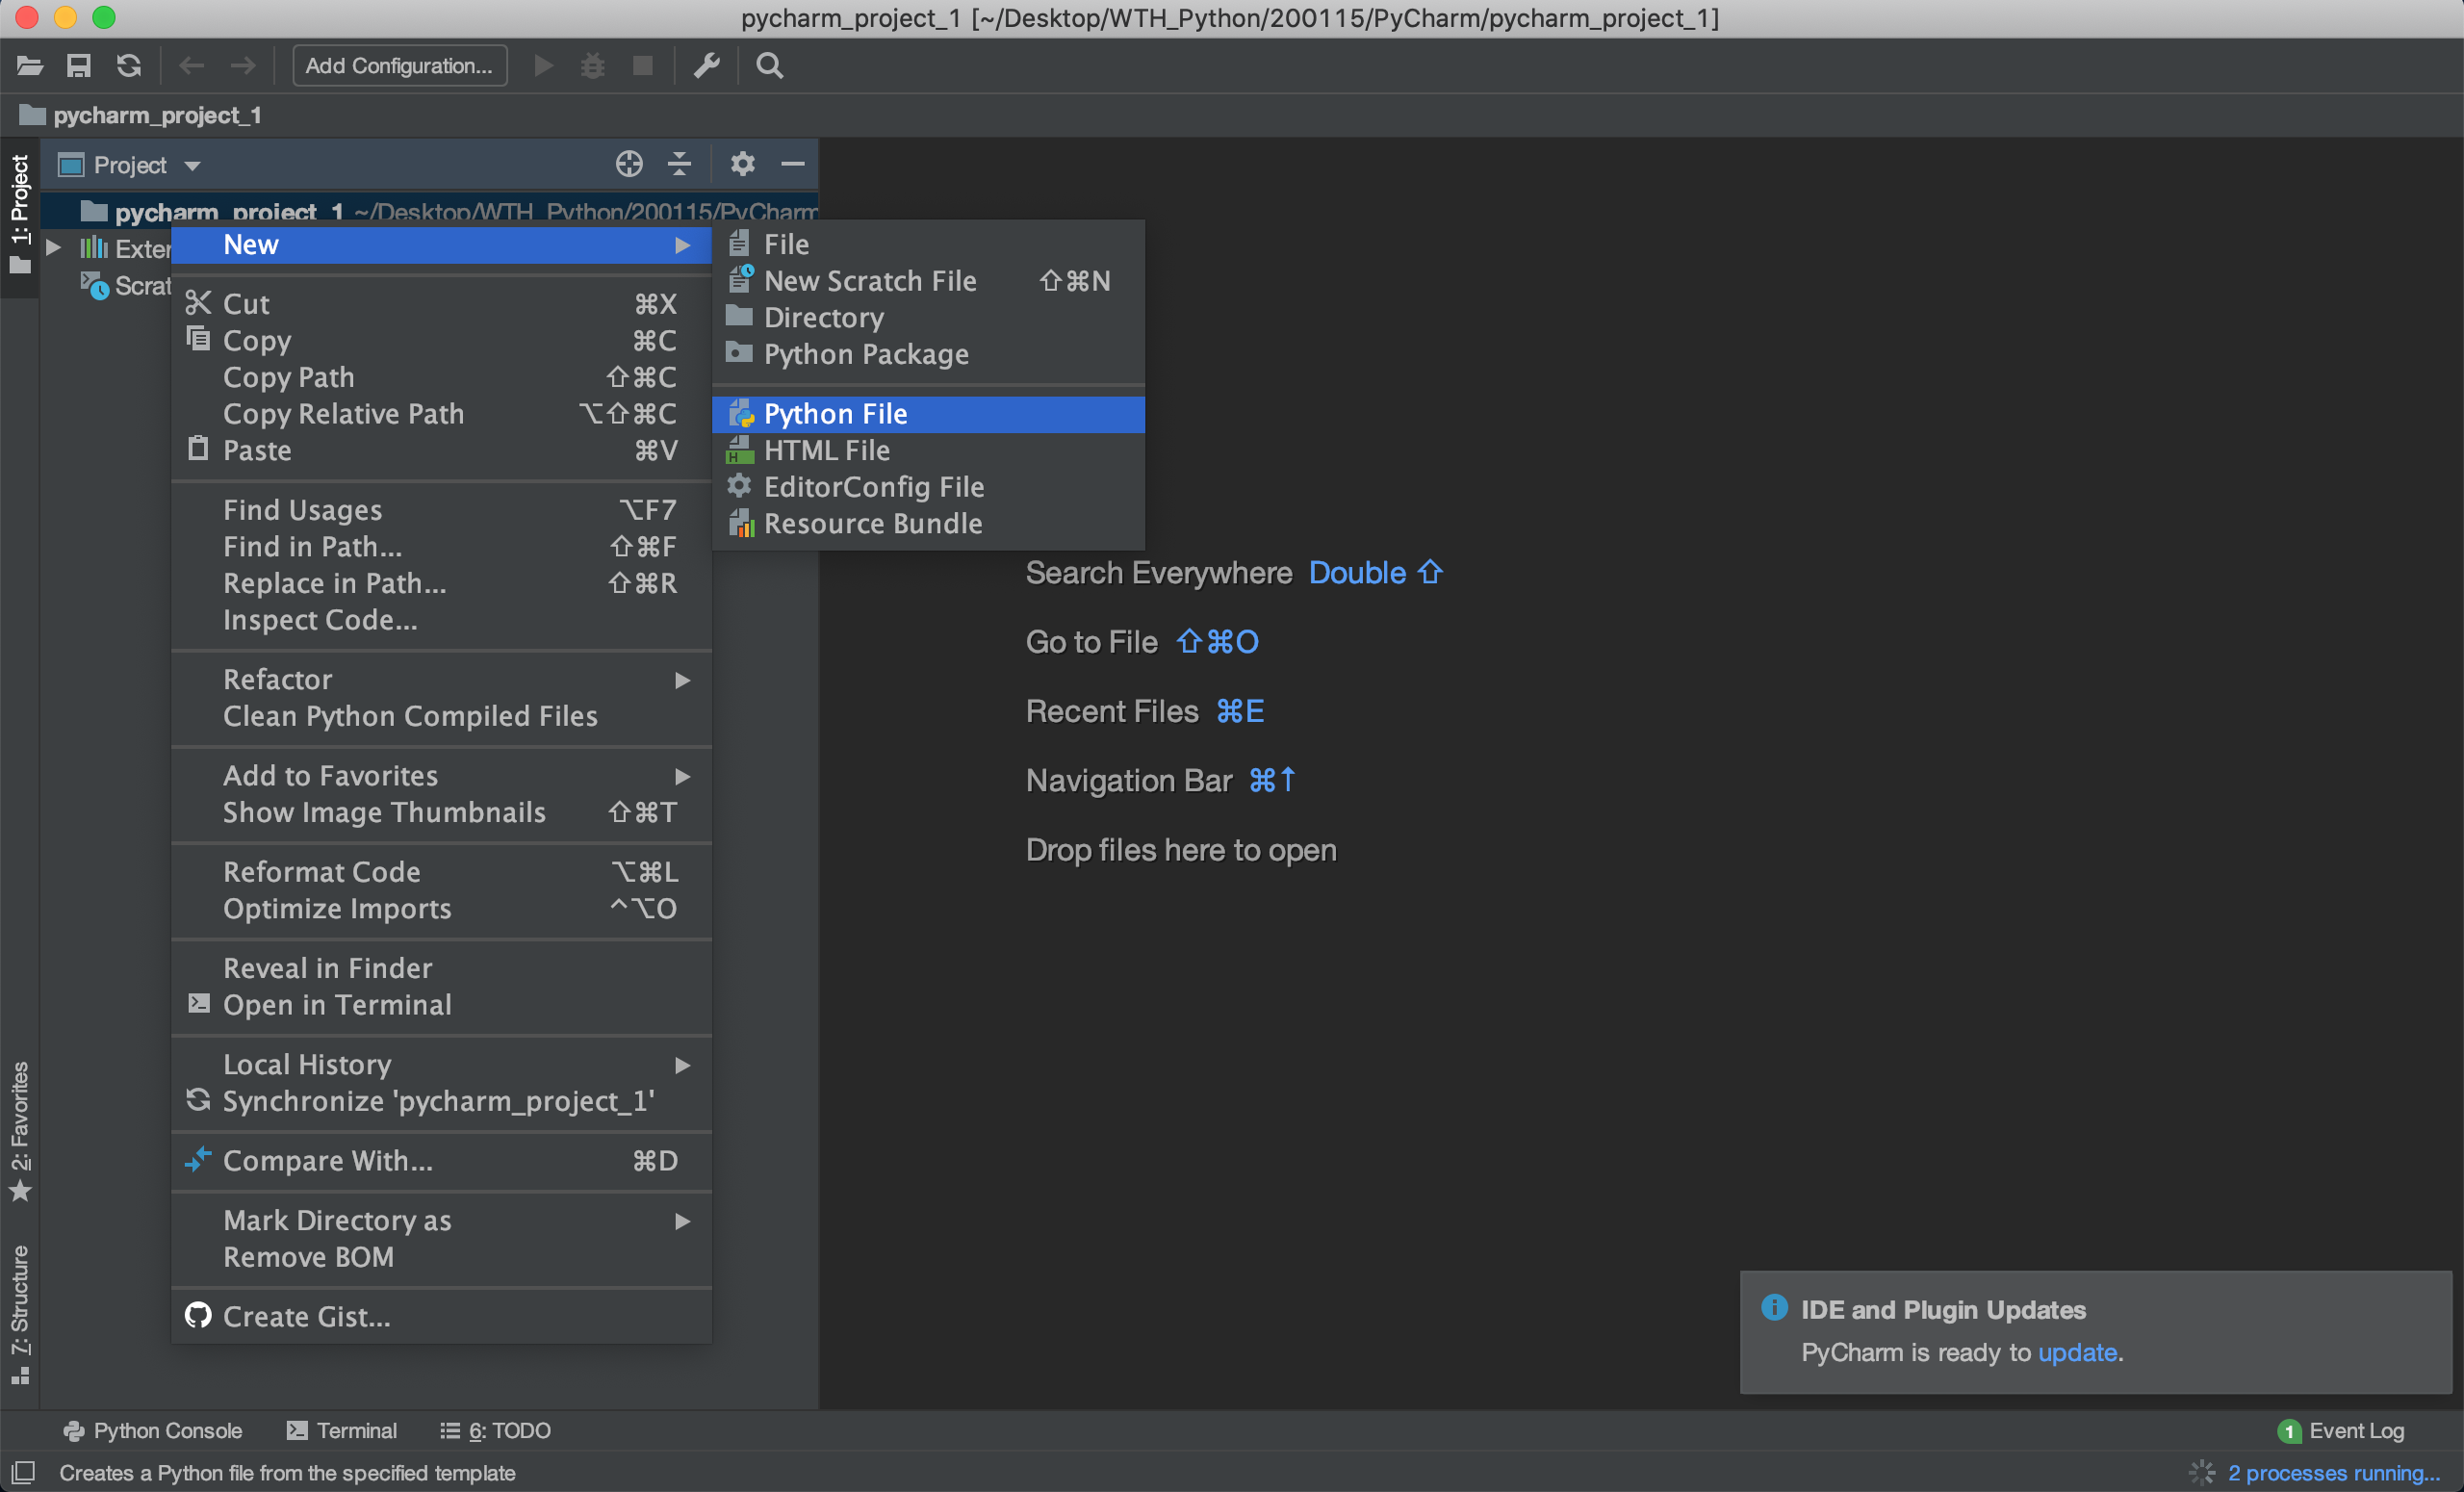 pycharm_project_1 [~/Desktop/WTH_Python/200115/PyCharm/pycharm_project_1]
Add Configuration...
pycharm_project_1
1: Project
Project
pycharm_project_1 ~/Desktop/WTH_Python/200115/PyCharm
Exter
Scrat
New
Cut ⌘X
Copy ⌘C
Copy Path ⇧⌘C
Copy Relative Path ⌥⇧⌘C
Paste ⌘V
Find Usages ⌥F7
Find in Path... ⇧⌘F
Replace in Path... ⇧⌘R
Inspect Code...
Refactor
Clean Python Compiled Files
Add to Favorites
Show Image Thumbnails ⇧⌘T
Reformat Code ⌥⌘L
Optimize Imports ^⌥O
Reveal in Finder
Open in Terminal
Local History
Synchronize 'pycharm_project_1'
Compare With... ⌘D
Mark Directory as
Remove BOM
Create Gist...
File
New Scratch File ⇧⌘N
Directory
Python Package
Python File
H HTML File
EditorConfig File
Resource Bundle
Search Everywhere Double ⇧
Go to File ⇧⌘O
Recent Files ⌘E
Navigation Bar ⌘↑
Drop files here to open
2: Favorites
7: Structure
IDE and Plugin Updates
PyCharm is ready to update.
Python Console
Terminal
6: TODO
1 Event Log
Creates a Python file from the specified template
2 processes running...